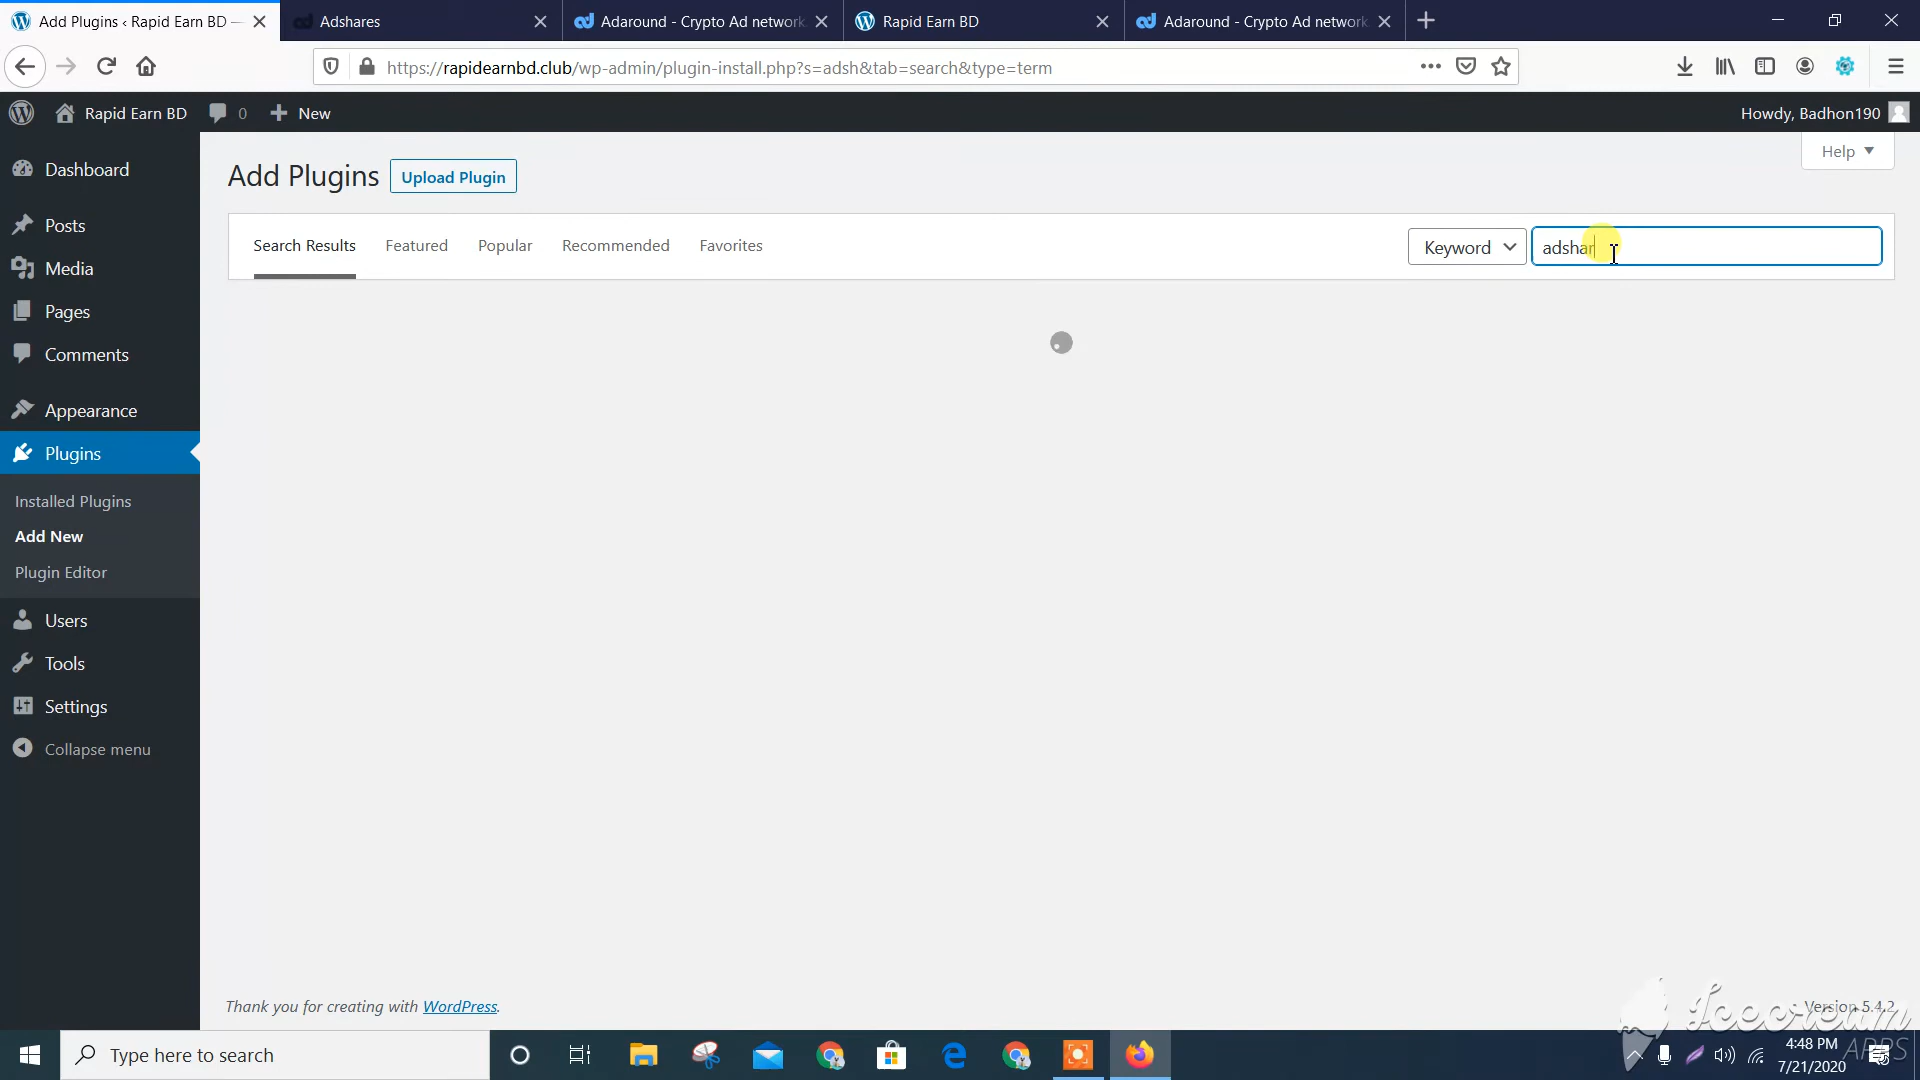 Add Plugins ‹ Rapid Earn BD —
Adshares
Adaround - Crypto Ad network
Rapid Earn BD
Adaround - Crypto Ad network
https://rapidearnbd.club/wp-admin/plugin-install.php?s=adsh&tab=search&type=term
Rapid Earn BD
0
New
Howdy, Badhon190
Help
Dashboard
Posts
Media
Pages
Comments
Appearance
Plugins
Installed Plugins
Add New
Plugin Editor
Users
Tools
Settings
Collapse menu
Add Plugins
Upload Plugin
Search Results
Featured
Popular
Recommended
Favorites
Keyword
adshar
Thank you for creating with WordPress.
Version 5.4.2
Icecream
APPS
Type here to search
4:48 PM
7/21/2020